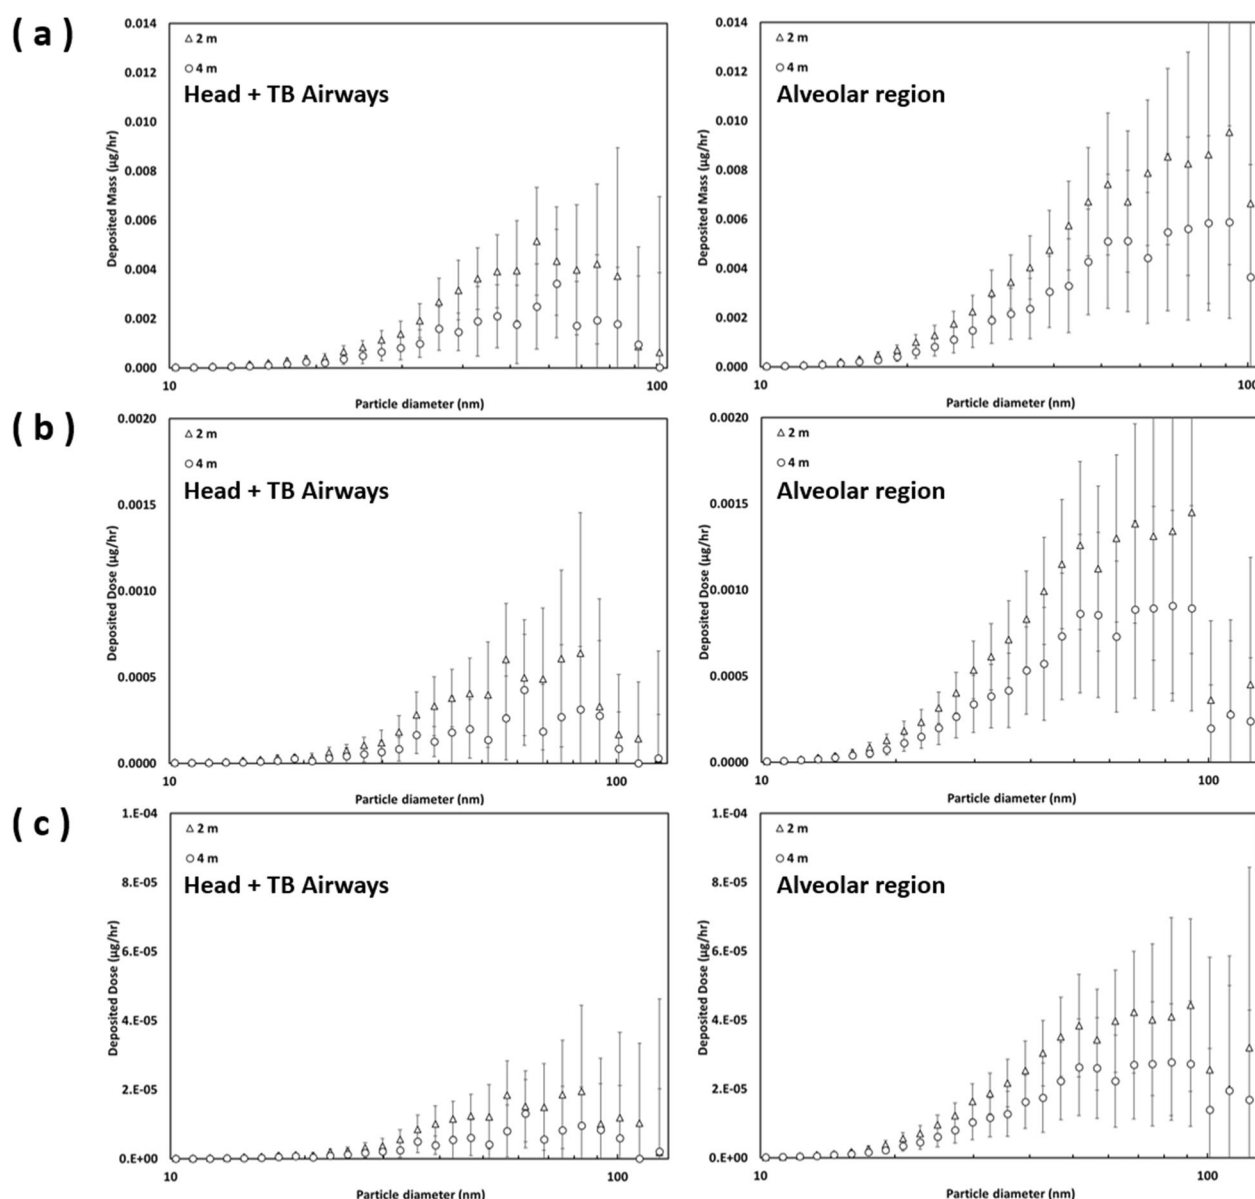 ( a )
0.014
0.012
0.010
0.008
0.006
0.004
0.002
0.000
Deposited Mass (µg/hr)
2 m
4 m
Head + TB Airways
10
100
Particle diameter (nm)
0.014
0.012
0.010
0.008
0.006
0.004
0.002
0.000
Deposited Mass (µg/hr)
2 m
4 m
Alveolar region
10
100
Particle diameter (nm)
( b )
0.0020
0.0015
0.0010
0.0005
0.0000
Deposited Dose (µg/hr)
2 m
4 m
Head + TB Airways
10
100
Particle diameter (nm)
0.0020
0.0015
0.0010
0.0005
0.0000
Deposited Dose (µg/hr)
2 m
4 m
Alveolar region
10
100
Particle diameter (nm)
( c )
1.E-04
8.E-05
6.E-05
4.E-05
2.E-05
0.E+00
Deposited Dose (µg/hr)
2 m
4 m
Head + TB Airways
10
100
Particle diameter (nm)
1.E-04
8.E-05
6.E-05
4.E-05
2.E-05
0.E+00
Deposited Dose (µg/hr)
2 m
4 m
Alveolar region
10
100
Particle diameter (nm)